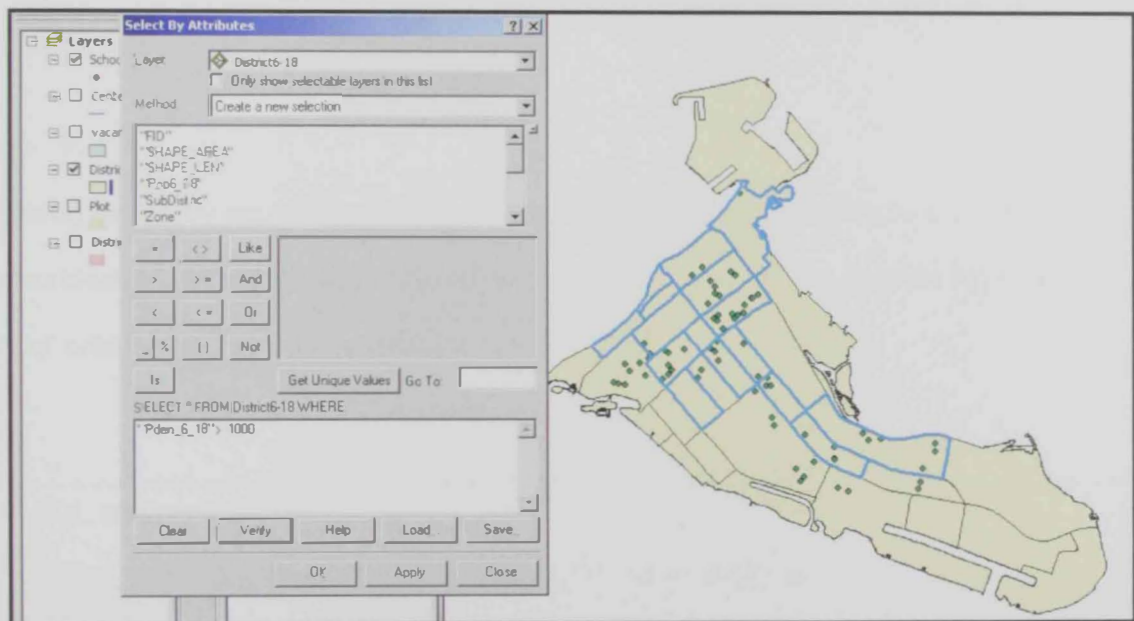 Select By Attributes
Layers
Schoo
Cente
vacar
Distri
Plot
Distri
Layer
District6-18
Only show selectable layers in this list
Method
Create a new selection
"FID"
"SHAPE_AREA"
"SHAPE_LEN"
"Pop6_18"
"SubDistric"
"Zone"
= <> Like
> >= And
< <= Or
_ % () Not
Is
Get Unique Values Go To:
SELECT * FROM District6-18 WHERE
"Pden_6_18"> 1000
Clear Verify Help Load Save...
OK Apply Close